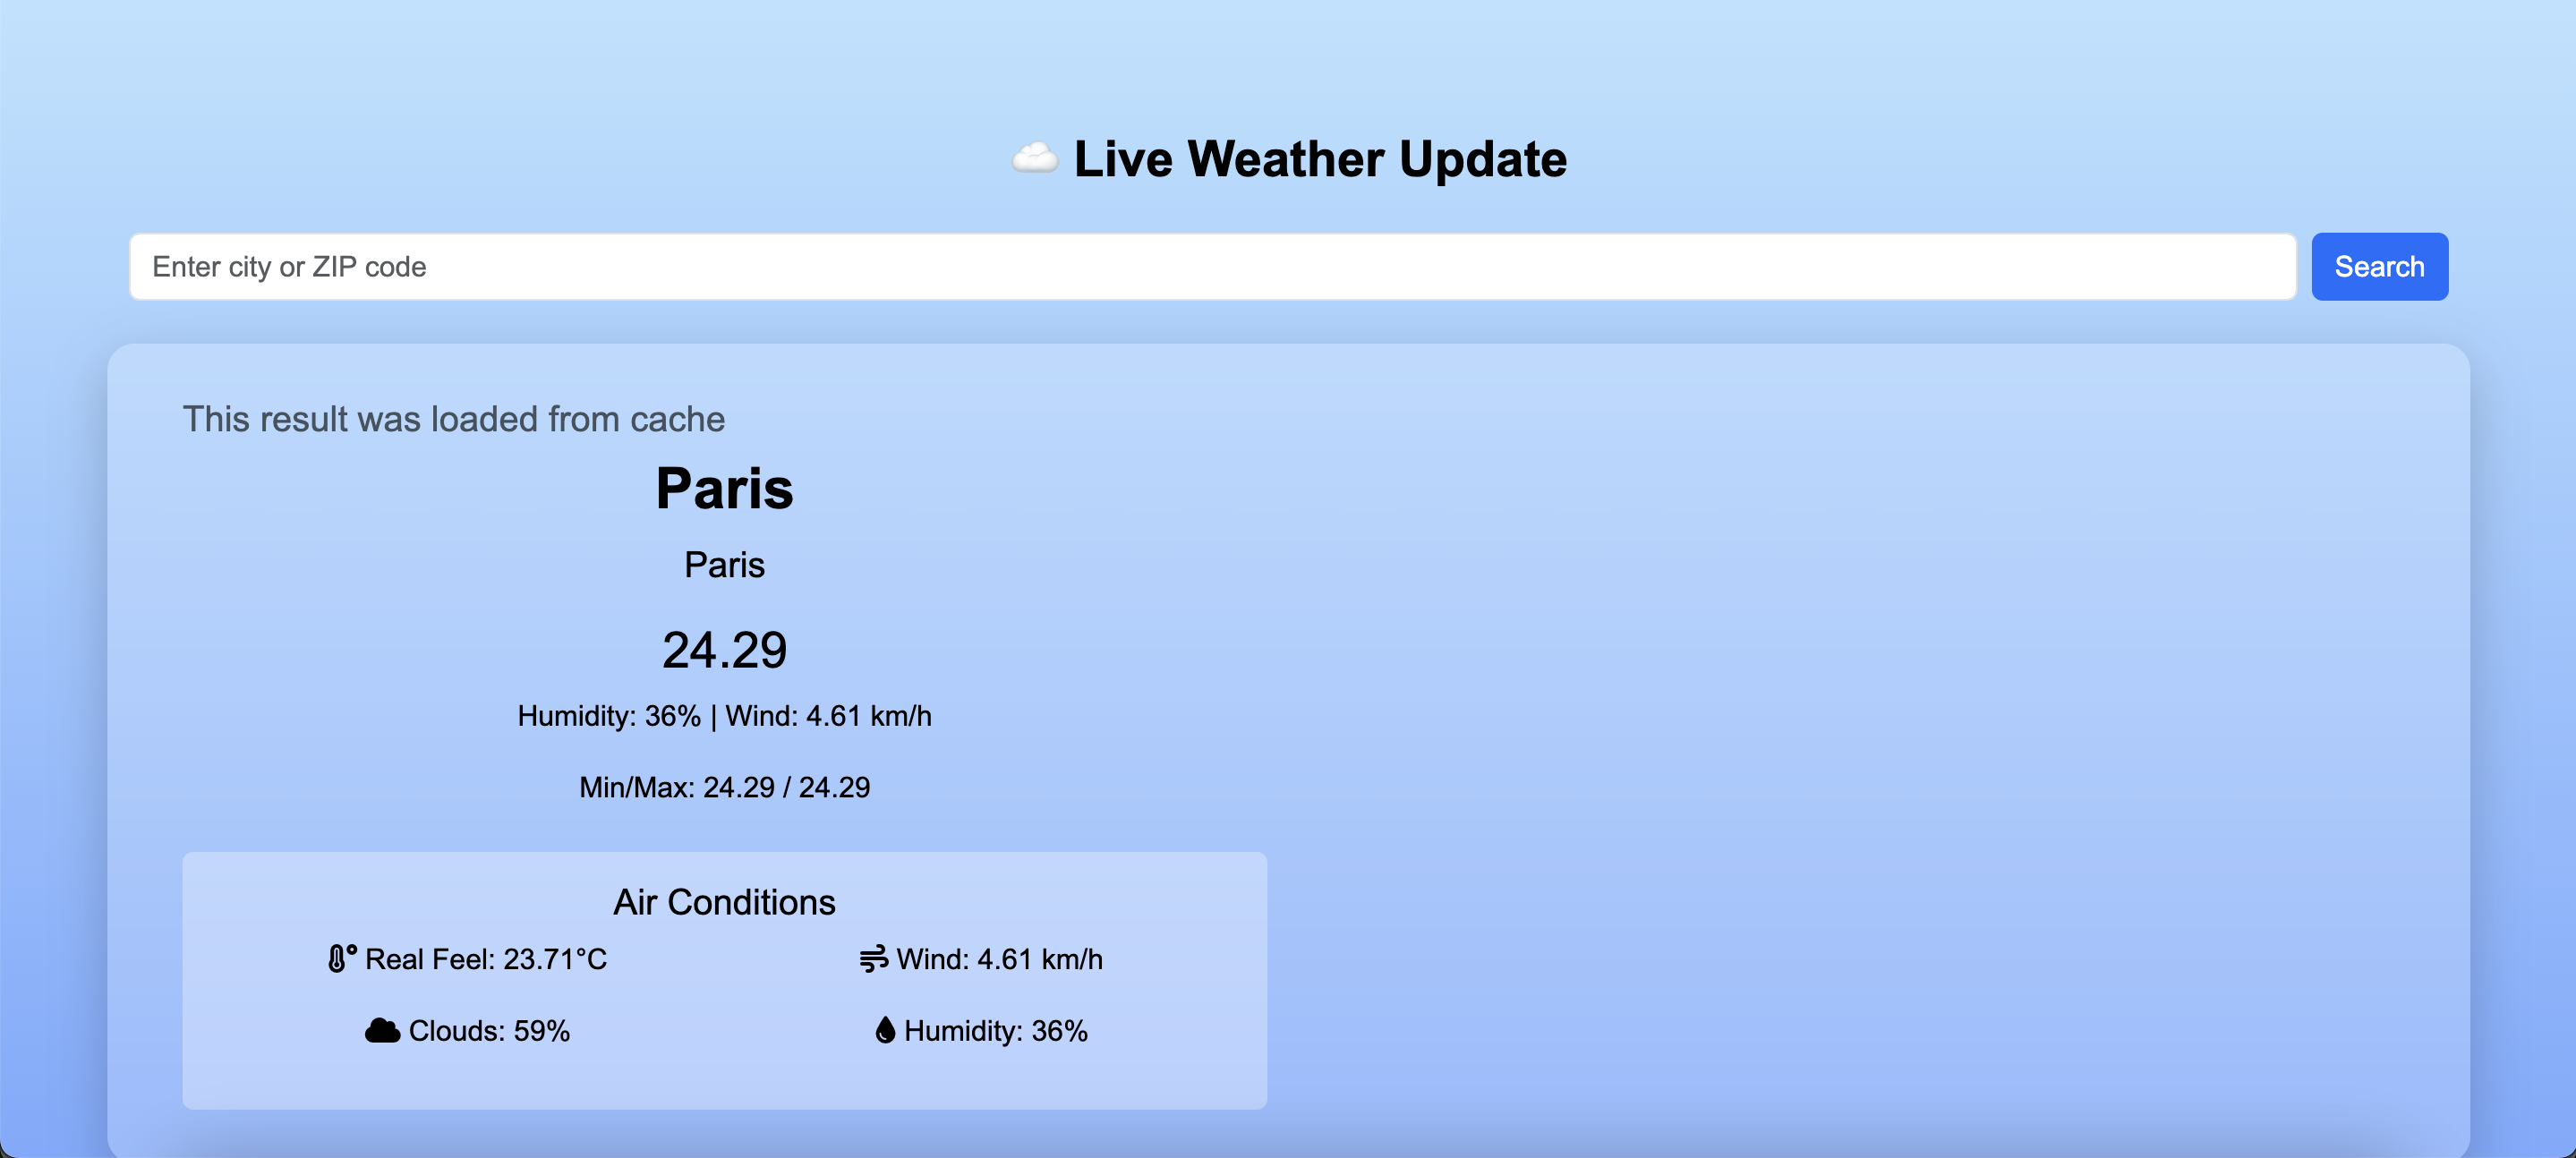 Live Weather Update
Enter city or ZIP code
Search
This result was loaded from cache
Paris
Paris
24.29
Humidity: 36% | Wind: 4.61 km/h
Min/Max: 24.29 / 24.29
Air Conditions
Real Feel: 23.71°C
Wind: 4.61 km/h
Clouds: 59%
Humidity: 36%